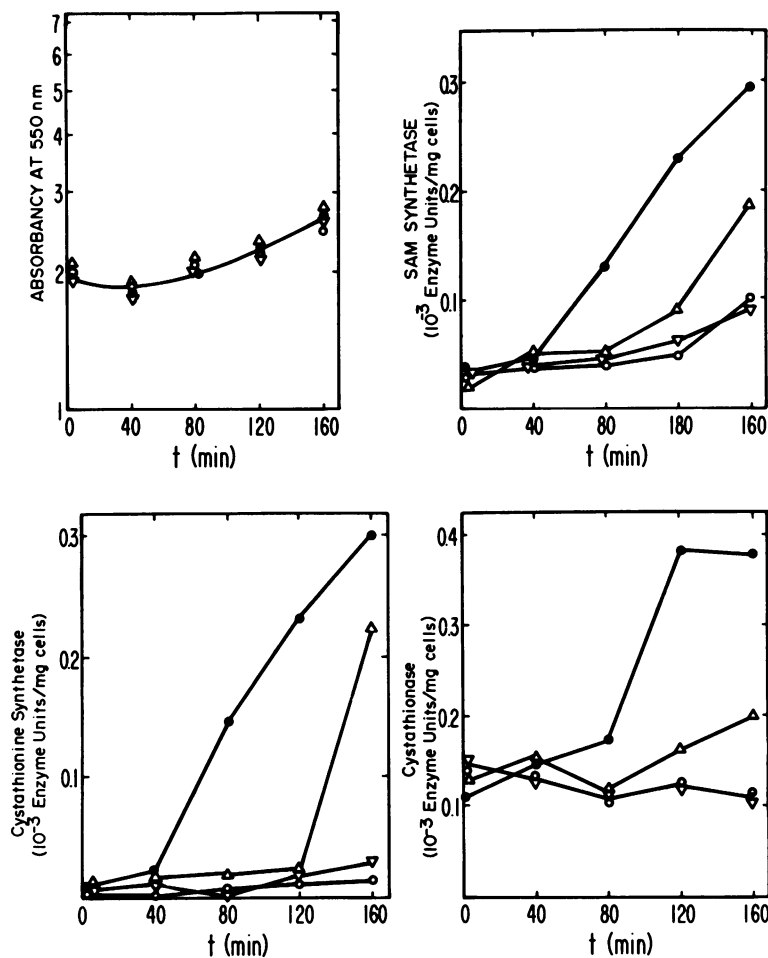 7
6
5
4
3
2
1
ABSORBANCY AT 550 nm
0 40 80 120 160
t (min)
0.3
0.2
0.1
SAM SYNTHETASE
(10⁻³ Enzyme Units/mg cells)
0 40 80 180 160
t (min)
0.3
0.2
0.1
Cystathionine Synthetase
(10⁻³ Enzyme Units/mg cells)
0 40 80 120 160
t (min)
0.4
0.3
0.2
0.1
Cystathionase
(10⁻³ Enzyme Units/mg cells)
0 40 80 120 160
t (min)